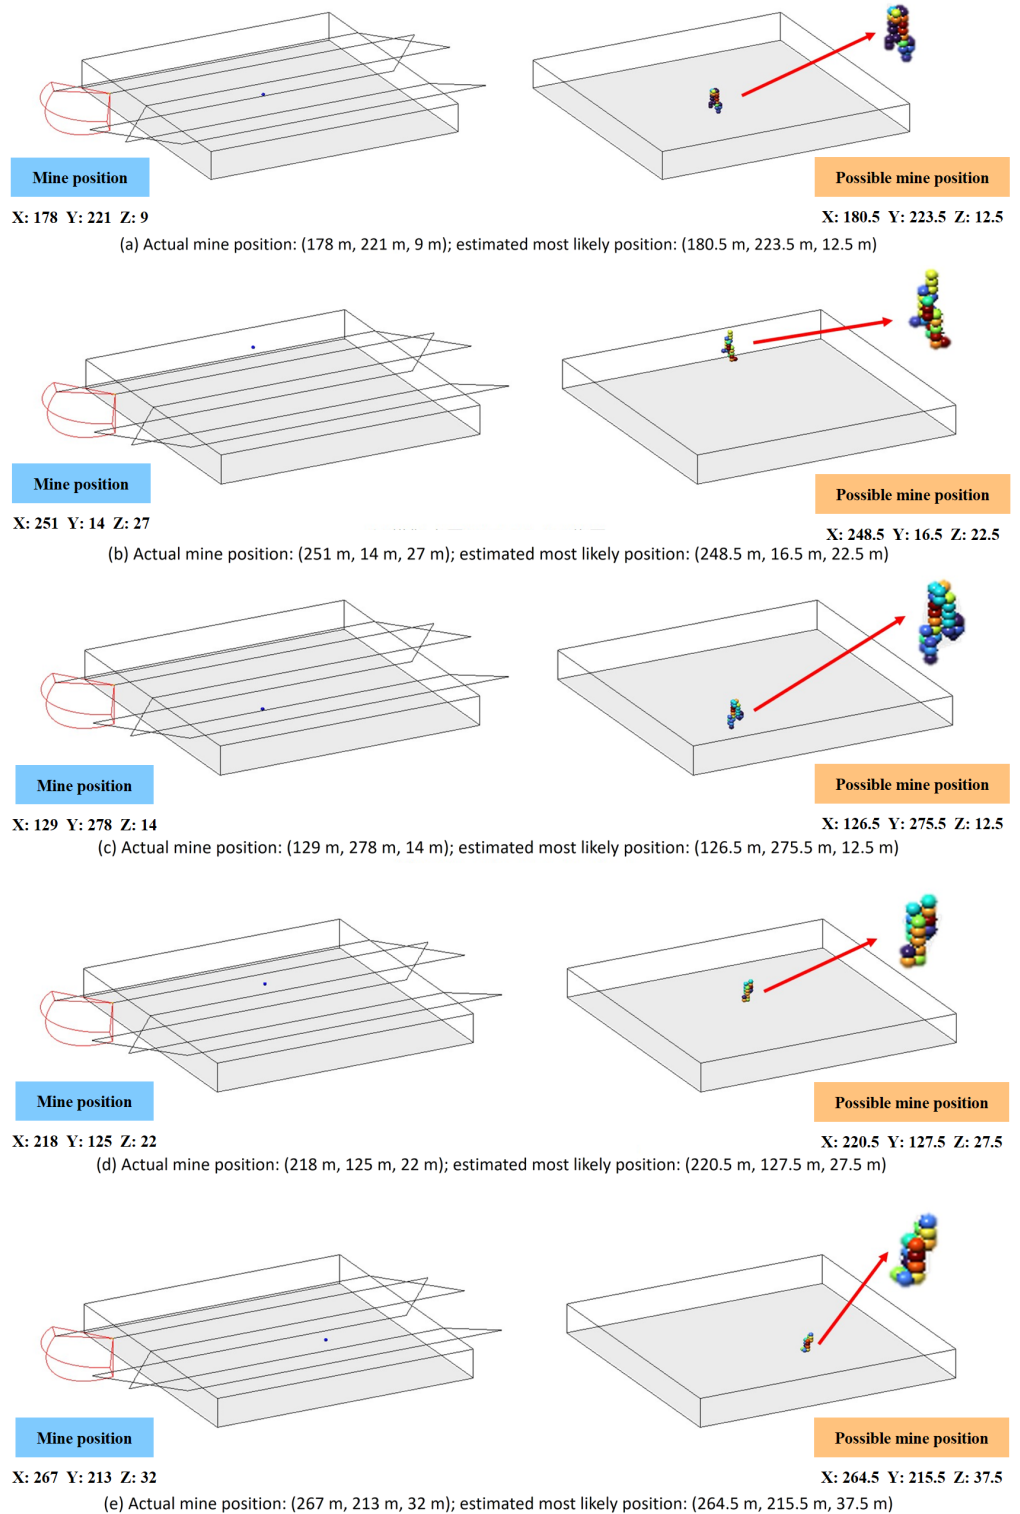 Mine position
Possible mine position
X: 178 Y: 221 Z: 9
X: 180.5 Y: 223.5 Z: 12.5
(a) Actual mine position: (178 m, 221 m, 9 m); estimated most likely position: (180.5 m, 223.5 m, 12.5 m)
Mine position
Possible mine position
X: 251 Y: 14 Z: 27
X: 248.5 Y: 16.5 Z: 22.5
(b) Actual mine position: (251 m, 14 m, 27 m); estimated most likely position: (248.5 m, 16.5 m, 22.5 m)
Mine position
Possible mine position
X: 129 Y: 278 Z: 14
X: 126.5 Y: 275.5 Z: 12.5
(c) Actual mine position: (129 m, 278 m, 14 m); estimated most likely position: (126.5 m, 275.5 m, 12.5 m)
Mine position
Possible mine position
X: 218 Y: 125 Z: 22
X: 220.5 Y: 127.5 Z: 27.5
(d) Actual mine position: (218 m, 125 m, 22 m); estimated most likely position: (220.5 m, 127.5 m, 27.5 m)
Mine position
Possible mine position
X: 267 Y: 213 Z: 32
X: 264.5 Y: 215.5 Z: 37.5
(e) Actual mine position: (267 m, 213 m, 32 m); estimated most likely position: (264.5 m, 215.5 m, 37.5 m)